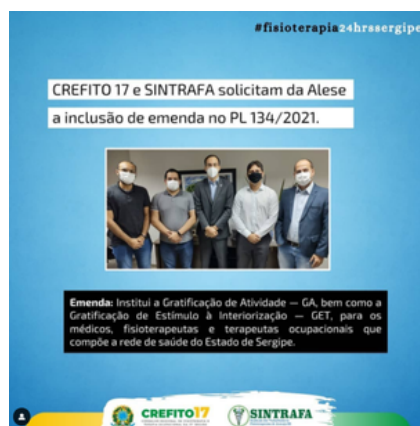 #fisioterapia24hrssergipe
CREFITO 17 e SINTRAFA solicitam da Alese
a inclusão de emenda no PL 134/2021.
Emenda: Institui a Gratificação de Atividade — GA, bem como a
Gratificação de Estímulo à Interiorização — GET, para os
médicos, fisioterapeutas e terapeutas ocupacionais que
compõe a rede de saúde do Estado de Sergipe.
CREFITO17
SINTRAFA